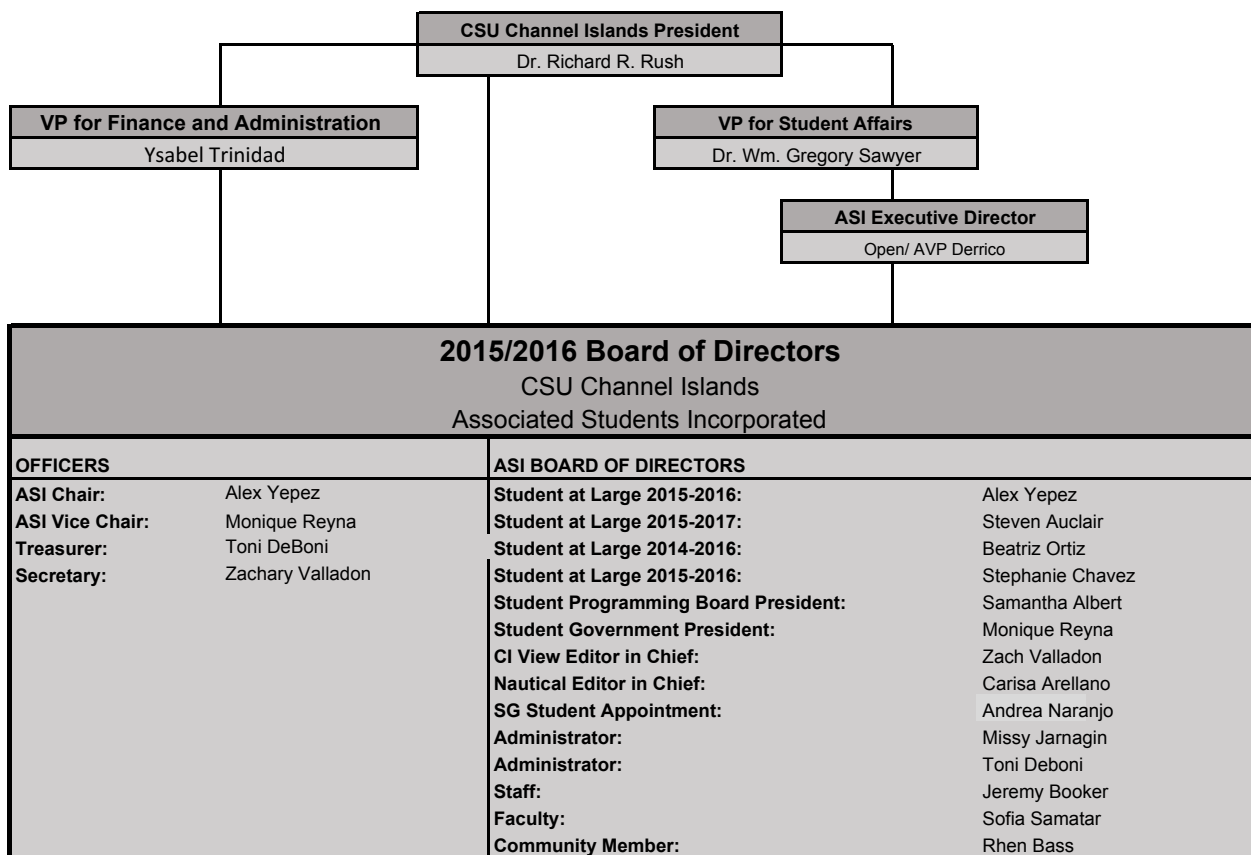 CSU Channel Islands President
Dr. Richard R. Rush
VP for Finance and Administration
Ysabel Trinidad
VP for Student Affairs
Dr. Wm. Gregory Sawyer
ASI Executive Director
Open/ AVP Derrico
2015/2016 Board of Directors
CSU Channel Islands
Associated Students Incorporated
OFFICERS
ASI Chair: Alex Yepez
ASI Vice Chair: Monique Reyna
Treasurer: Toni DeBoni
Secretary: Zachary Valladon
ASI BOARD OF DIRECTORS
Student at Large 2015-2016: Alex Yepez
Student at Large 2015-2017: Steven Auclair
Student at Large 2014-2016: Beatriz Ortiz
Student at Large 2015-2016: Stephanie Chavez
Student Programming Board President: Samantha Albert
Student Government President: Monique Reyna
CI View Editor in Chief: Zach Valladon
Nautical Editor in Chief: Carisa Arellano
SG Student Appointment: Andrea Naranjo
Administrator: Missy Jarnagin
Administrator: Toni Deboni
Staff: Jeremy Booker
Faculty: Sofia Samatar
Community Member: Rhen Bass